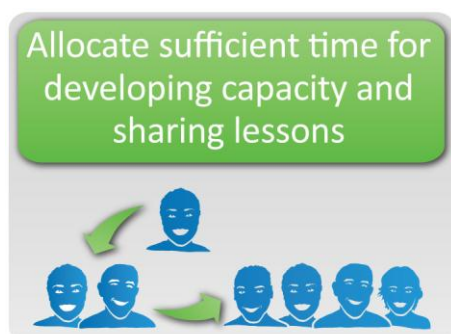 Allocate sufficient time for
developing capacity and
sharing lessons